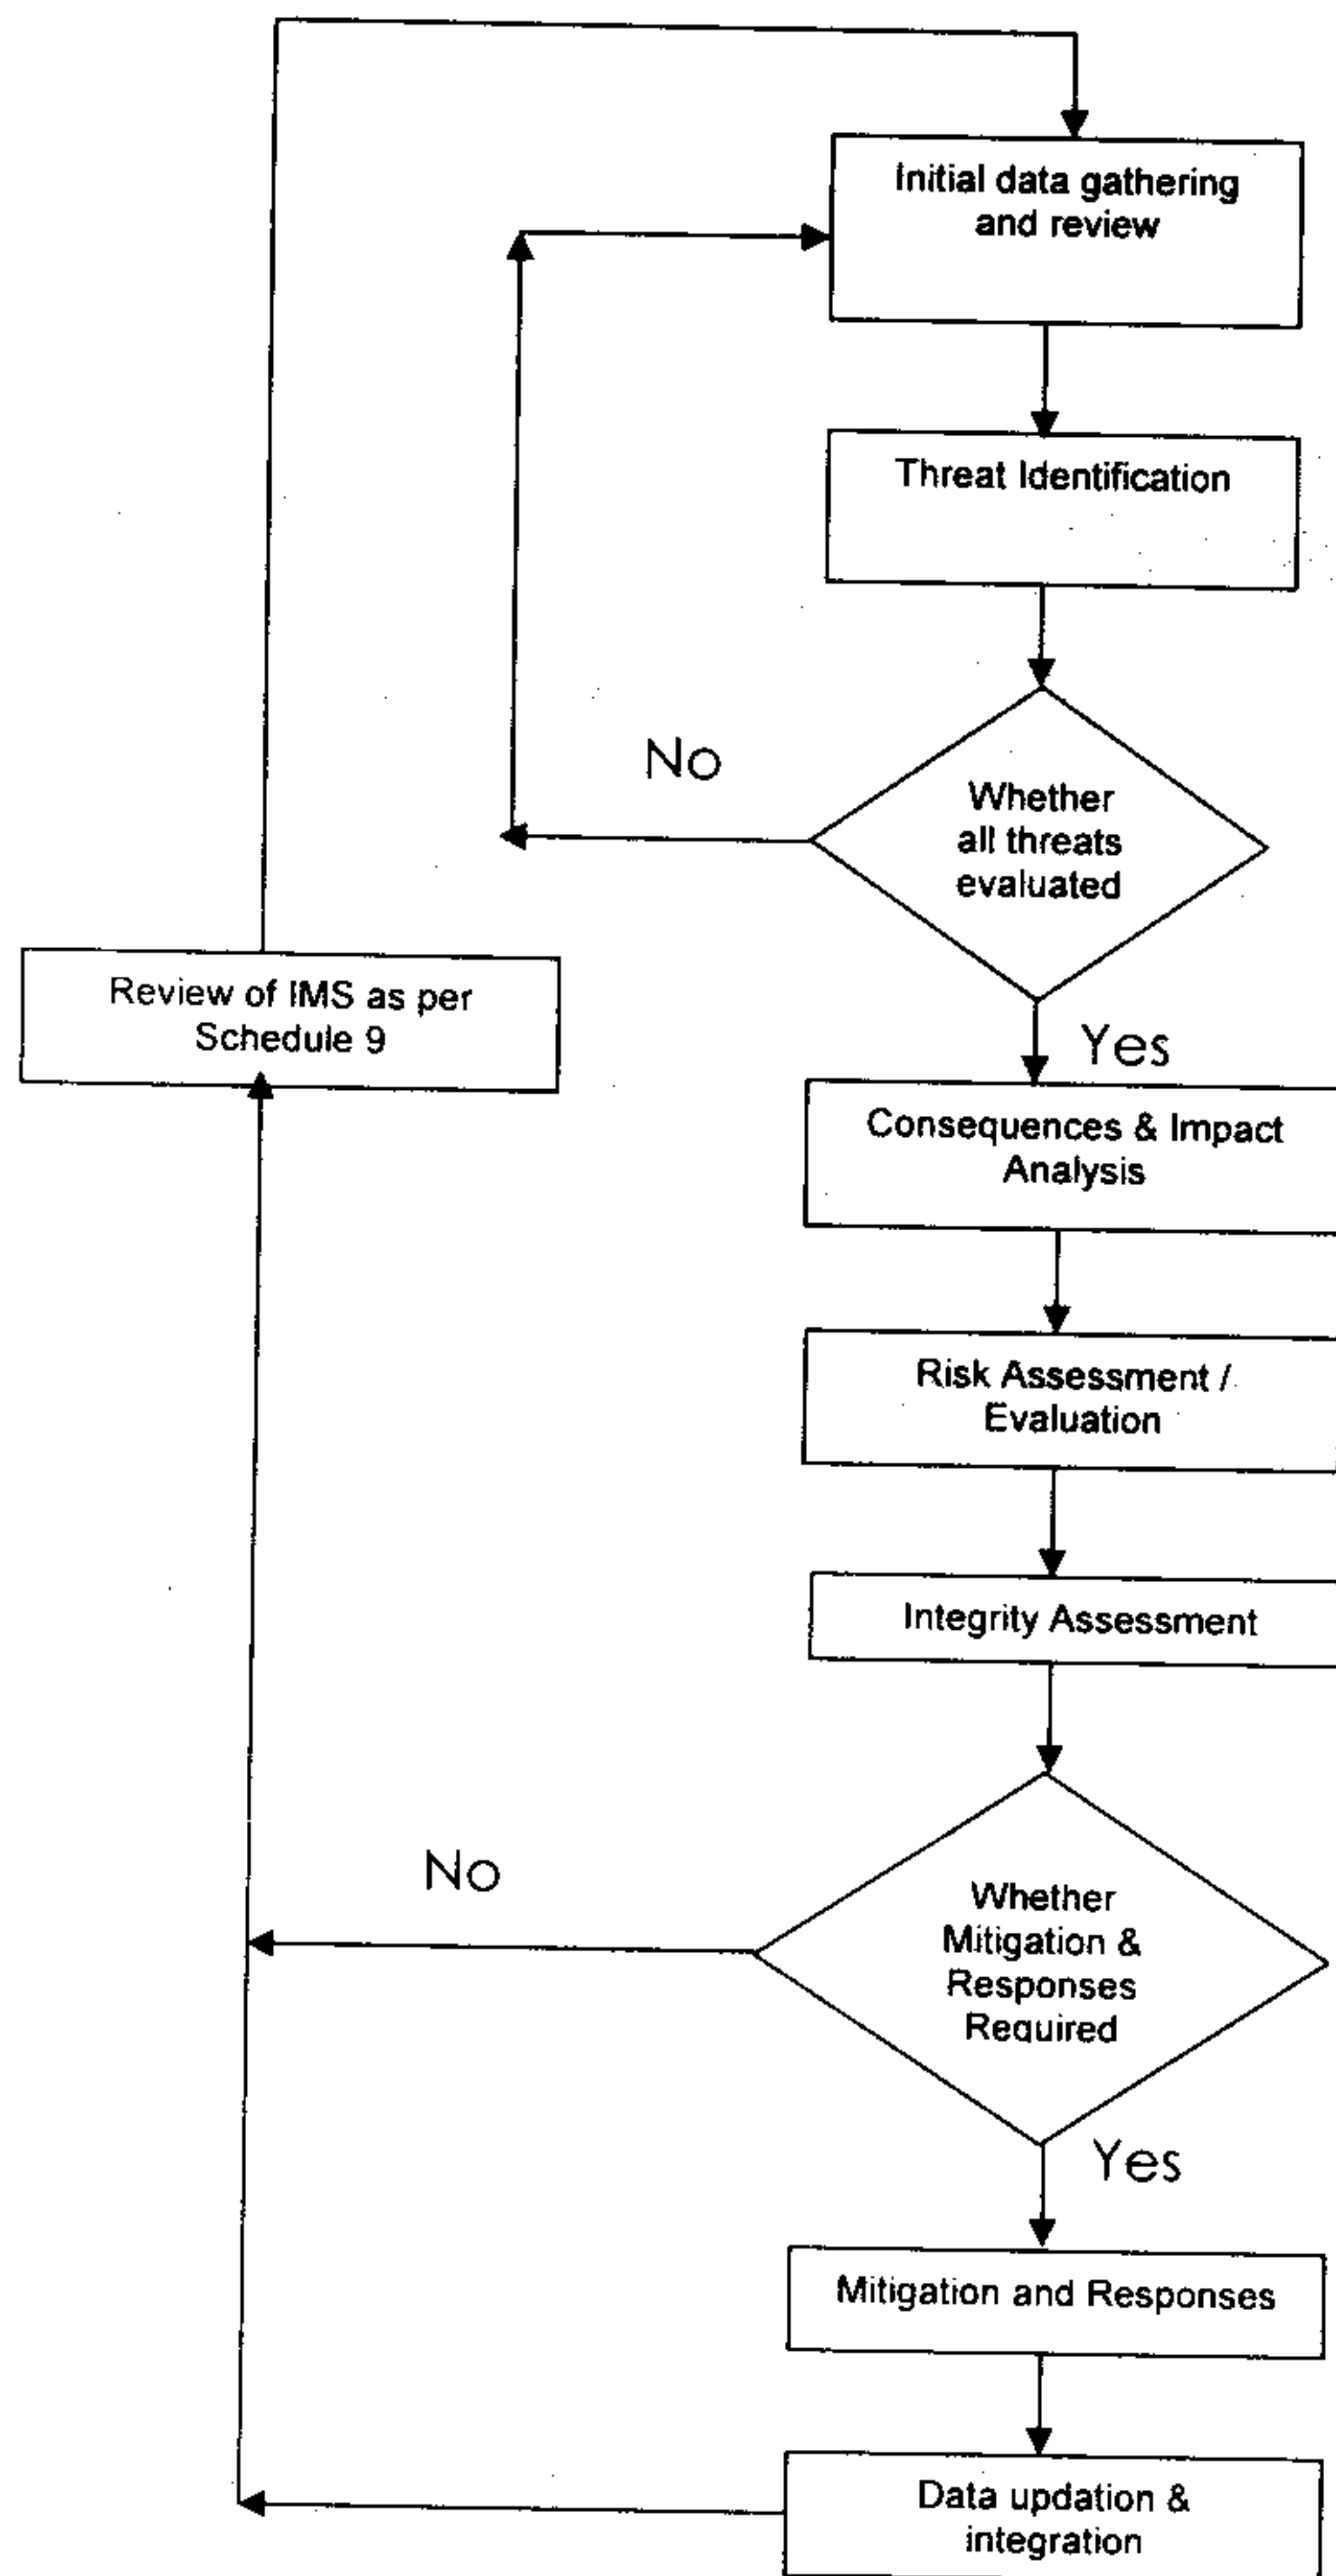 Initial data gathering
and review
Threat Identification
No
Whether
all threats
evaluated
Review of IMS as per
Schedule 9
Yes
Consequences & Impact
Analysis
Risk Assessment /
Evaluation
Integrity Assessment
No
Whether
Mitigation &
Responses
Required
Yes
Mitigation and Responses
Data updation &
integration